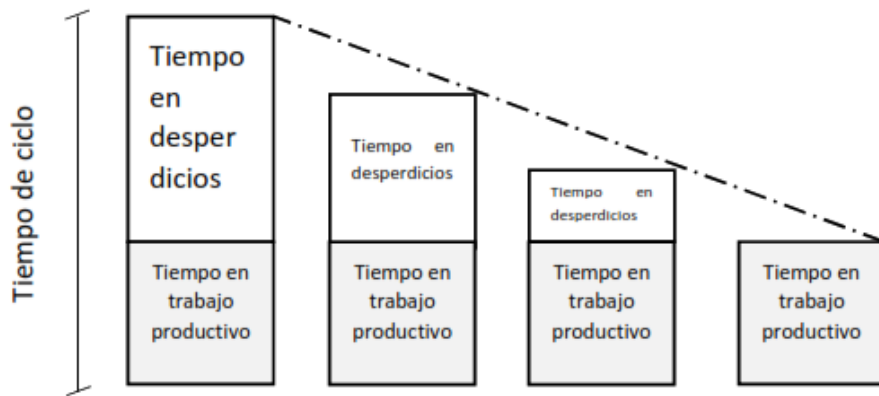 Tiempo de ciclo
Tiempo
en
desper
dicios
Tiempo en
desperdicios
Tiempo en
desperdicios
Tiempo en
trabajo
productivo
Tiempo en
trabajo
productivo
Tiempo en
trabajo
productivo
Tiempo en
trabajo
productivo